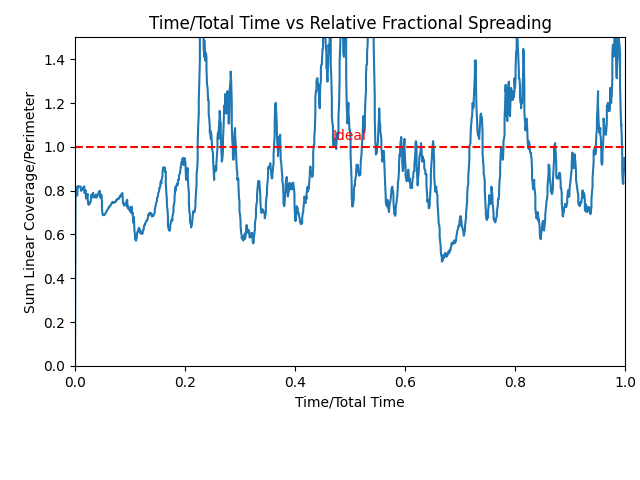 Time/Total Time vs Relative Fractional Spreading
Sum Linear Coverage/Perimeter
1.4
1.2
1.0
0.8
0.6
0.4
0.2
0.0
Ideal
0.0 0.2 0.4 0.6 0.8 1.0
Time/Total Time